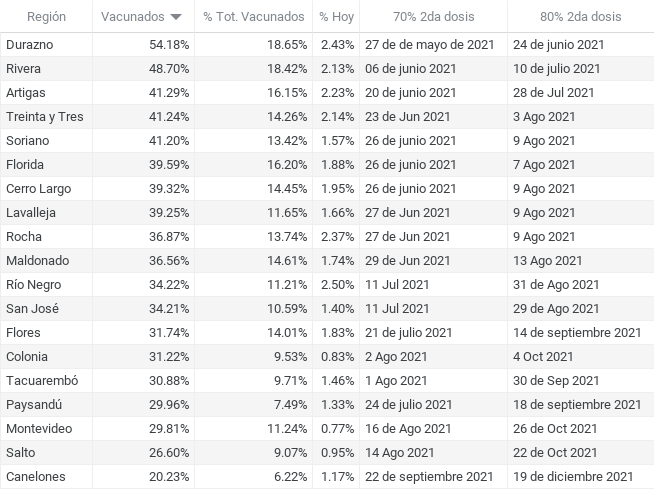 Región Vacunados % Tot. Vacunados % Hoy 70% 2da dosis 80% 2da dosis
Durazno 54.18% 18.65% 2.43% 27 de de mayo de 2021 24 de junio 2021
Rivera 48.70% 18.42% 2.13% 06 de junio 2021 10 de julio 2021
Artigas 41.29% 16.15% 2.23% 20 de junio 2021 28 de Jul 2021
Treinta y Tres 41.24% 14.26% 2.14% 23 de Jun 2021 3 Ago 2021
Soriano 41.20% 13.42% 1.57% 26 de junio 2021 9 Ago 2021
Florida 39.59% 16.20% 1.88% 26 de junio 2021 7 Ago 2021
Cerro Largo 39.32% 14.45% 1.95% 26 de junio 2021 9 Ago 2021
Lavalleja 39.25% 11.65% 1.66% 27 de Jun 2021 9 Ago 2021
Rocha 36.87% 13.74% 2.37% 27 de Jun 2021 9 Ago 2021
Maldonado 36.56% 14.61% 1.74% 29 de Jun 2021 13 Ago 2021
Río Negro 34.22% 11.21% 2.50% 11 Jul 2021 31 de Ago 2021
San José 34.21% 10.59% 1.40% 11 Jul 2021 29 de Ago 2021
Flores 31.74% 14.01% 1.83% 21 de julio 2021 14 de septiembre 2021
Colonia 31.22% 9.53% 0.83% 2 Ago 2021 4 Oct 2021
Tacuarembó 30.88% 9.71% 1.46% 1 Ago 2021 30 de Sep 2021
Paysandú 29.96% 7.49% 1.33% 24 de julio 2021 18 de septiembre 2021
Montevideo 29.81% 11.24% 0.77% 16 de Ago 2021 26 de Oct 2021
Salto 26.60% 9.07% 0.95% 14 Ago 2021 22 de Oct 2021
Canelones 20.23% 6.22% 1.17% 22 de septiembre 2021 19 de diciembre 2021